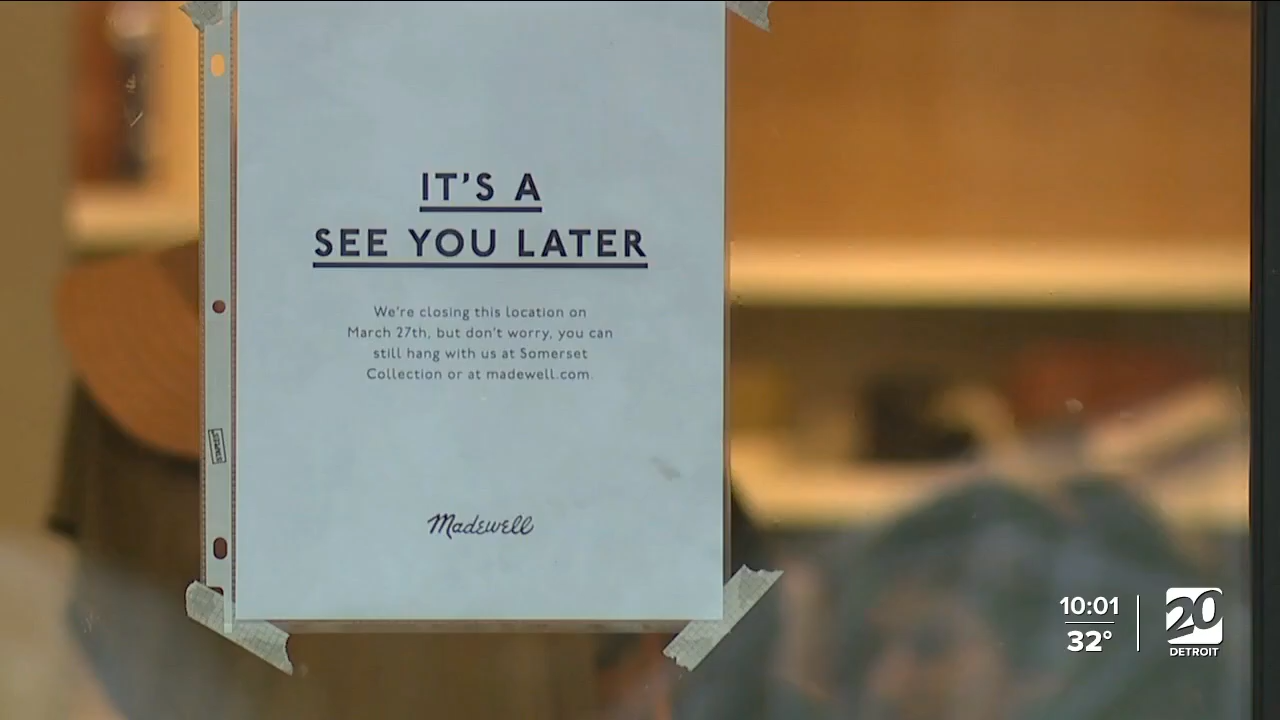 IT'S A
SEE YOU LATER
We're closing this location on
March 27th, but don't worry, you can
still hang with us at Somerset
Collection or at madewell.com.
Madewell
STAPLES
10:01
32°
20
DETROIT